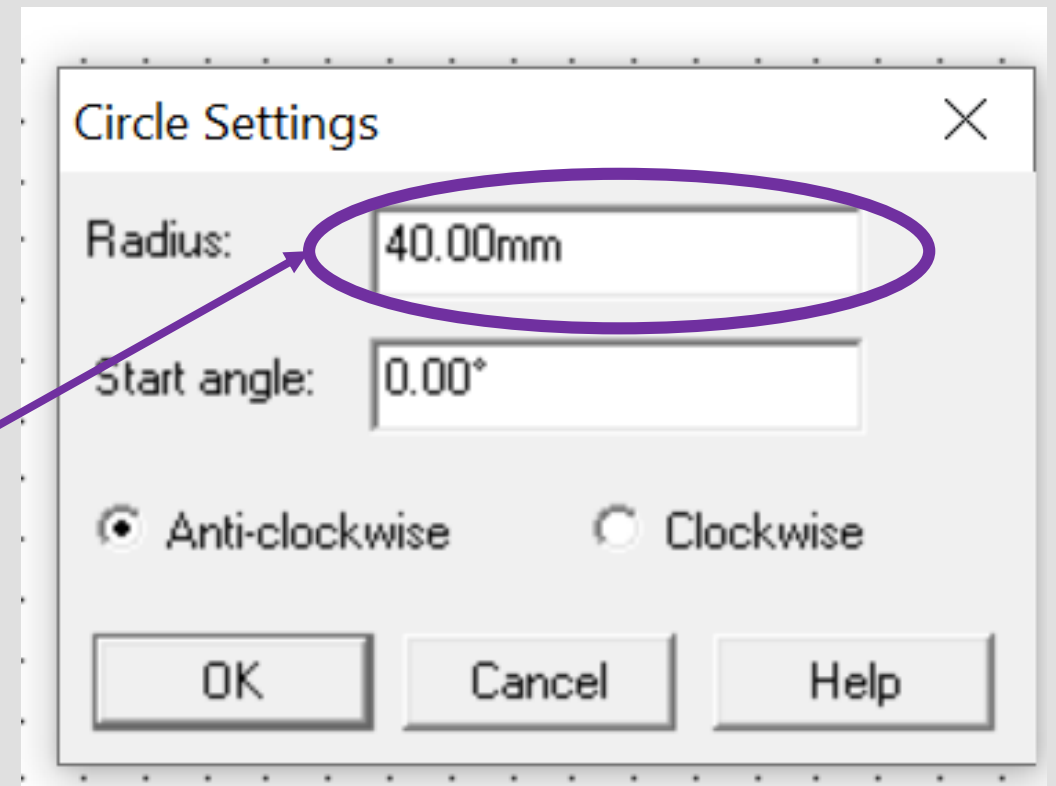 Circle Settings
Radius: 40.00mm
Start angle: 0.00°
Anti-clockwise Clockwise
OK Cancel Help